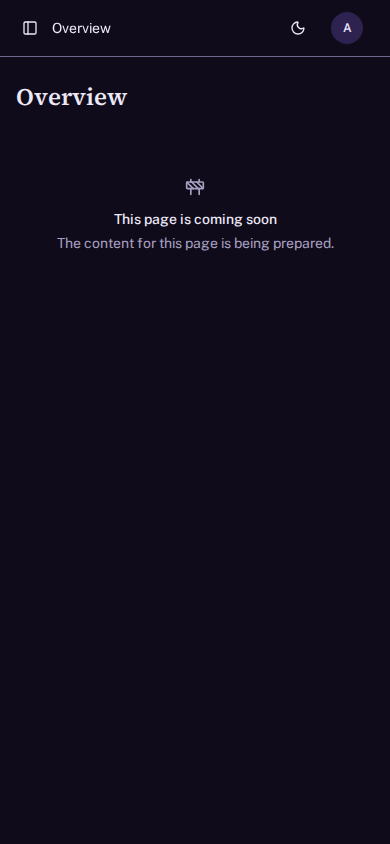 Overview
A
Overview
This page is coming soon
The content for this page is being prepared.